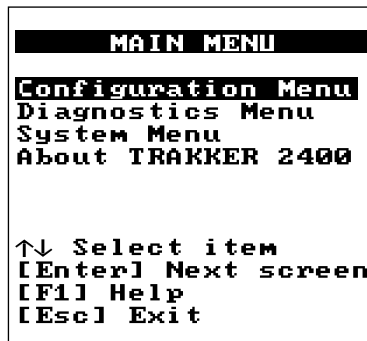 MAIN MENU
Configuration Menu
Diagnostics Menu
System Menu
About TRAKKER 2400
↑↓ Select item
[Enter] Next screen
[F1] Help
[Esc] Exit